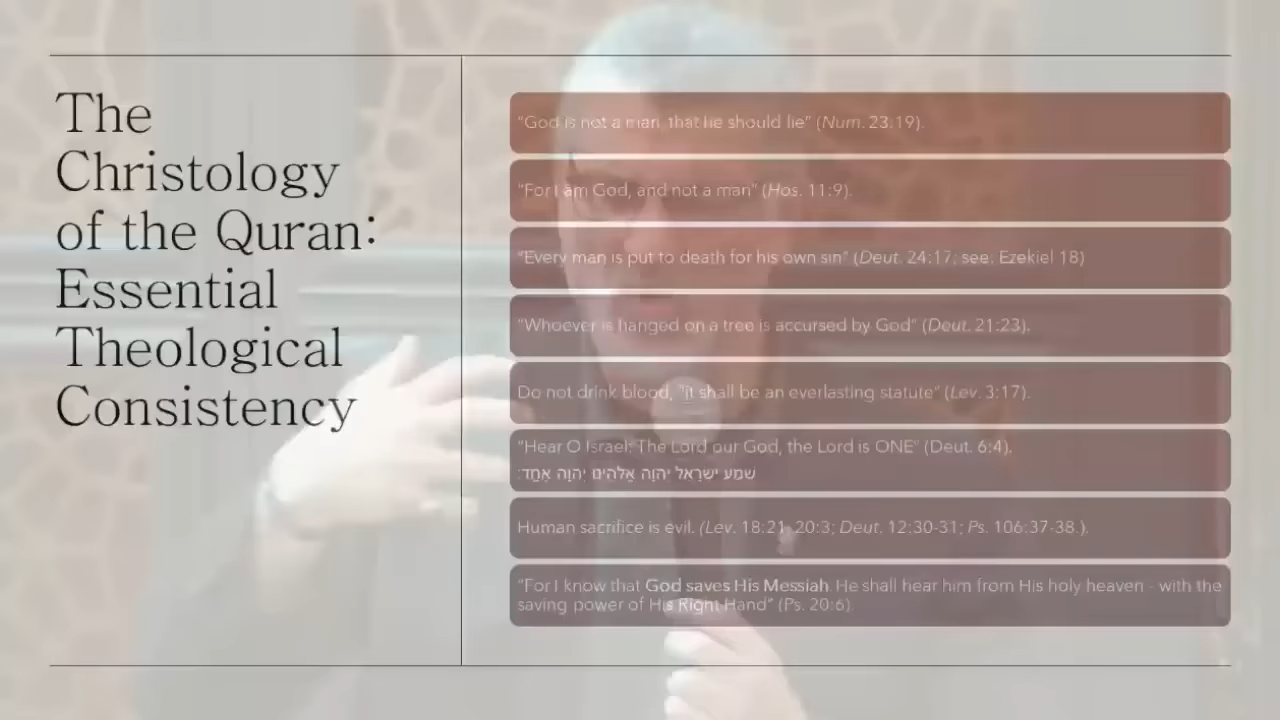 The
Christology
of the Quran:
Essential
Theological
Consistency
"God is not a man, that he should lie" (Num. 23:19).
"For I am God, and not a man" (Hos. 11:9).
"Every man is put to death for his own sin" (Deut. 24:17; see. Ezekiel 18)
"Whoever is hanged on a tree is accursed by God" (Deut. 21:23).
Do not drink blood, "it shall be an everlasting statute" (Lev. 3:17).
"Hear O Israel: The Lord our God, the Lord is ONE" (Deut. 6:4).
שְׁמַע יִשְׂרָאֵל יְהוָה אֱלֹהֵינוּ יְהוָה אֶחָד׃
Human sacrifice is evil. (Lev. 18:21, 20:3; Deut. 12:30-31; Ps. 106:37-38.).
"For I know that God saves His Messiah. He shall hear him from His holy heaven - with the
saving power of His Right Hand" (Ps. 20:6).